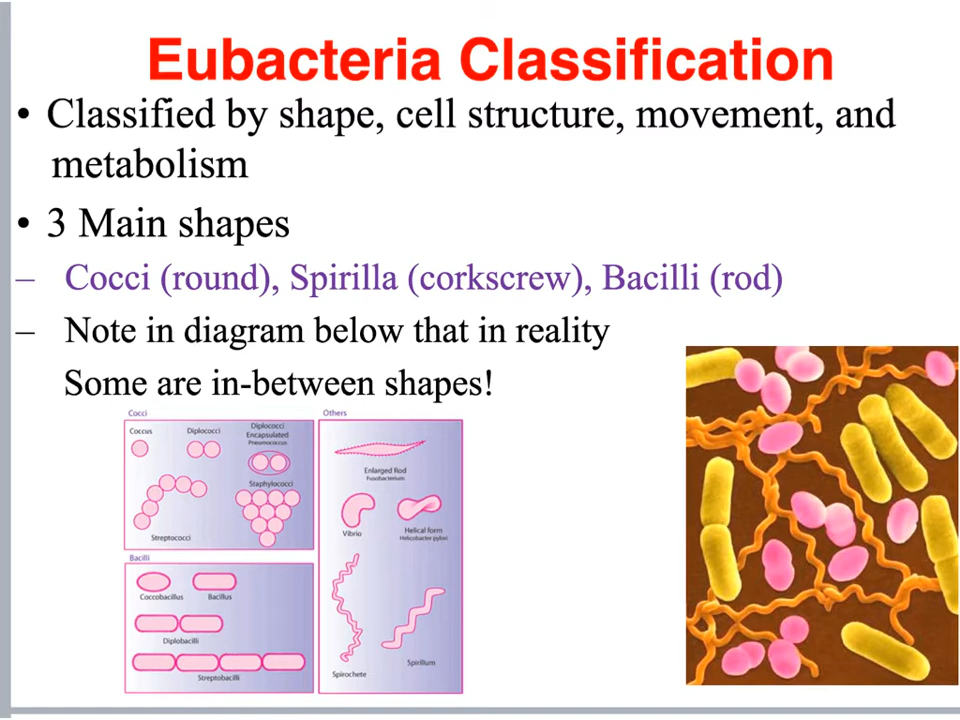 Eubacteria Classification
• Classified by shape, cell structure, movement, and
metabolism
• 3 Main shapes
– Cocci (round), Spirilla (corkscrew), Bacilli (rod)
– Note in diagram below that in reality
Some are in-between shapes!
Cocci
Coccus
Diplococci
Diplococci
Encapsulated
Pneumococcus
Staphylococci
Streptococci
Bacilli
Coccobacillus
Bacillus
Diplobacilli
Streptobacilli
Others
Enlarged Rod
Fusobacterium
Vibrio
Helical form
Helicobacter pylori
Spirochete
Spirillum